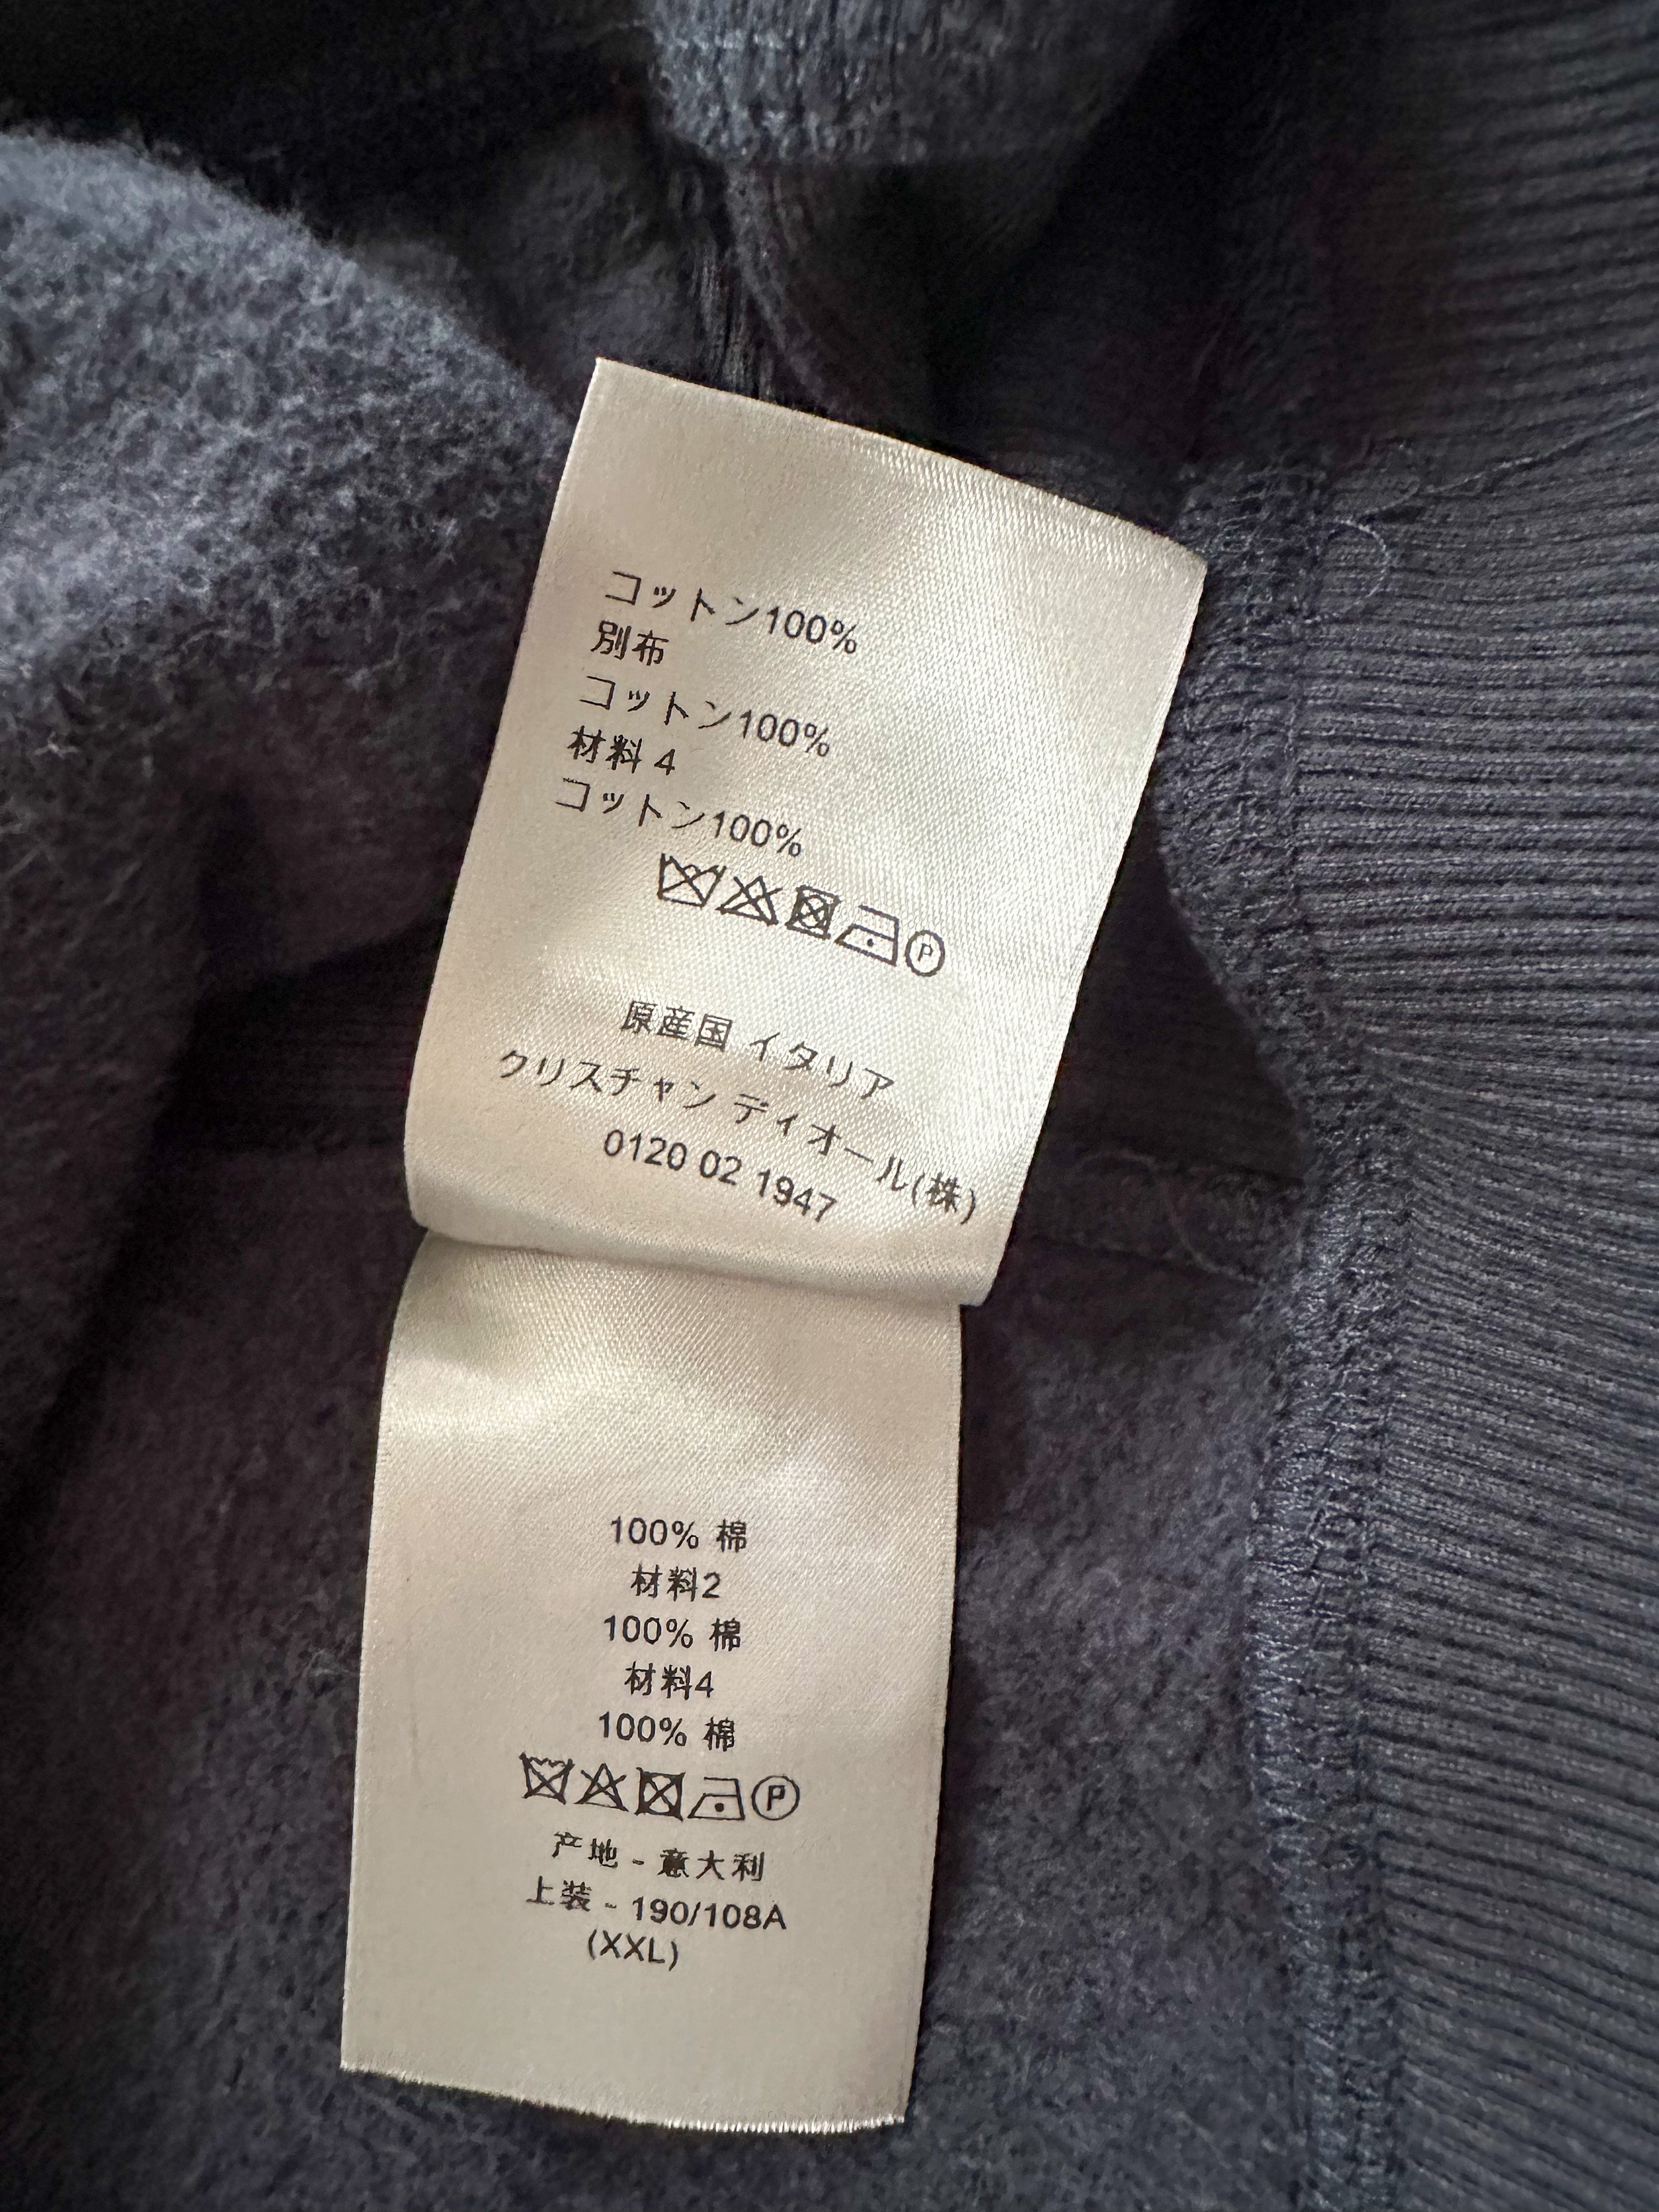 コットン100%
別布
コットン100%
材料 4
コットン100%
P
原産国 イタリア
クリスチャン ディオール(株)
0120 02 1947
100% 棉
材料2
100% 棉
材料4
100% 棉
P
产地 - 意大利
上装 - 190/108A
(XXL)